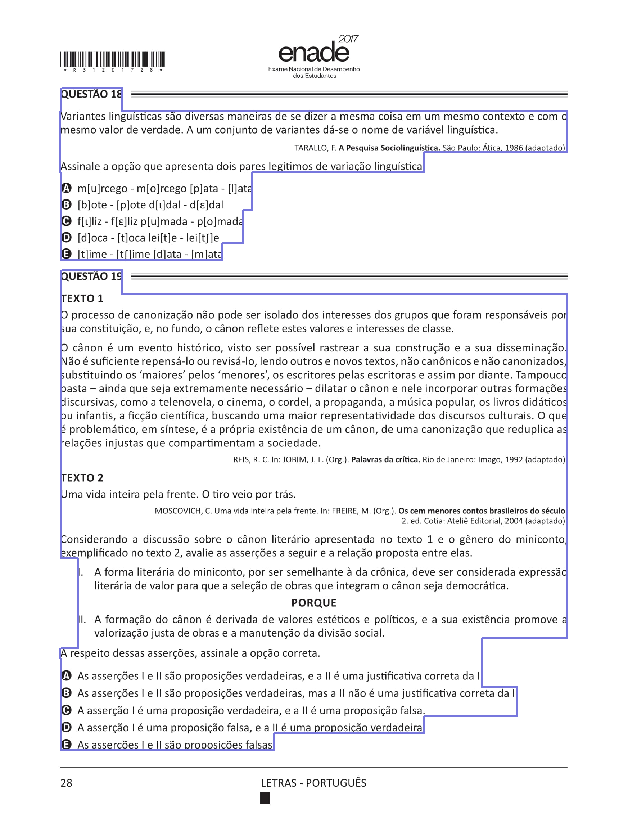 *R3120172 8*
enade2017
Exame Nacional de Desempenho
dos Estudantes
QUESTÃO 18
Variantes linguísticas são diversas maneiras de se dizer a mesma coisa em um mesmo contexto e com o
mesmo valor de verdade. A um conjunto de variantes dá-se o nome de variável linguística.
TARALLO, F. A Pesquisa Sociolinguística. São Paulo: Ática, 1986 (adaptado).
Assinale a opção que apresenta dois pares legítimos de variação linguística.
A m[u]rcego - m[o]rcego [p]ata - [l]ata
B [b]ote - [p]ote d[ɪ]dal - d[ɛ]dal
C f[ɪ]liz - f[ɛ]liz p[u]mada - p[o]mada
D [d]oca - [t]oca lei[t]e - lei[tʃ]e
E [t]ime - [tʃ]ime [d]ata - [m]ata
QUESTÃO 19
TEXTO 1
O processo de canonização não pode ser isolado dos interesses dos grupos que foram responsáveis por
sua constituição, e, no fundo, o cânon reflete estes valores e interesses de classe.
O cânon é um evento histórico, visto ser possível rastrear a sua construção e a sua disseminação.
Não é suficiente repensá-lo ou revisá-lo, lendo outros e novos textos, não canônicos e não canonizados,
substituindo os ‘maiores’ pelos ‘menores’, os escritores pelas escritoras e assim por diante. Tampouco
basta – ainda que seja extremamente necessário – dilatar o cânon e nele incorporar outras formações
discursivas, como a telenovela, o cinema, o cordel, a propaganda, a música popular, os livros didáticos
ou infantis, a ficção científica, buscando uma maior representatividade dos discursos culturais. O que
é problemático, em síntese, é a própria existência de um cânon, de uma canonização que reduplica as
relações injustas que compartimentam a sociedade.
REIS, R. C. In: JOBIM, J. L. (Org.). Palavras da crítica. Rio de Janeiro: Imago, 1992 (adaptado).
TEXTO 2
Uma vida inteira pela frente. O tiro veio por trás.
MOSCOVICH, C. Uma vida inteira pela frente. In: FREIRE, M. (Org.). Os cem menores contos brasileiros do século.
2. ed. Cotia: Ateliê Editorial, 2004 (adaptado).
Considerando a discussão sobre o cânon literário apresentada no texto 1 e o gênero do miniconto,
exemplificado no texto 2, avalie as asserções a seguir e a relação proposta entre elas.
I. A forma literária do miniconto, por ser semelhante à da crônica, deve ser considerada expressão
literária de valor para que a seleção de obras que integram o cânon seja democrática.
PORQUE
II. A formação do cânon é derivada de valores estéticos e políticos, e a sua existência promove a
valorização justa de obras e a manutenção da divisão social.
A respeito dessas asserções, assinale a opção correta.
A As asserções I e II são proposições verdadeiras, e a II é uma justificativa correta da I.
B As asserções I e II são proposições verdadeiras, mas a II não é uma justificativa correta da I.
C A asserção I é uma proposição verdadeira, e a II é uma proposição falsa.
D A asserção I é uma proposição falsa, e a II é uma proposição verdadeira.
E As asserções I e II são proposições falsas.
28
LETRAS - PORTUGUÊS